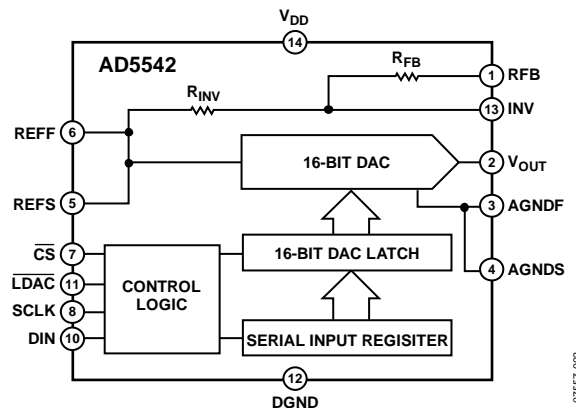 VDD
14
AD5542
RFB
1
RFB
RINV
13
INV
REFF
6
16-BIT DAC
2
VOUT
REFS
5
3
AGNDF
CS
7
16-BIT DAC LATCH
4
AGNDS
LDAC
11
CONTROL
LOGIC
SCLK
8
DIN
10
SERIAL INPUT REGISITER
12
DGND